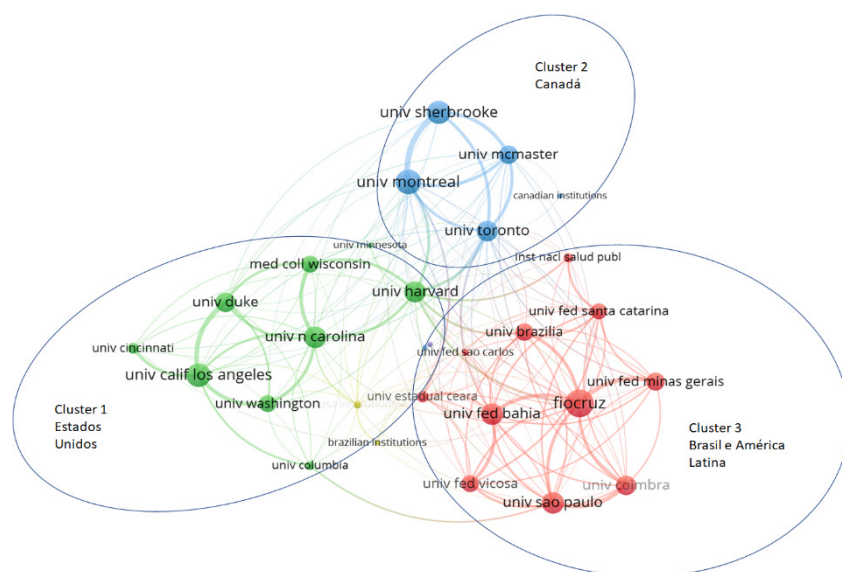 Cluster 2
Canadá
univ sherbrooke
univ mcmaster
univ montreal
canadian institutions
univ toronto
univ minnesota
inst nacl salud publ
med coll wisconsin
univ harvard
univ duke
univ fed santa catarina
univ n carolina
univ brazilia
univ cincinnati
univ fed sao carlos
univ calif los angeles
univ fed minas gerais
univ estadual ceara
univ washington
fiocruz
univ fed bahia
Cluster 1
Estados
Unidos
Cluster 3
Brasil e América
Latina
brazilian institutions
univ columbia
univ fed vicosa
univ coimbra
univ sao paulo